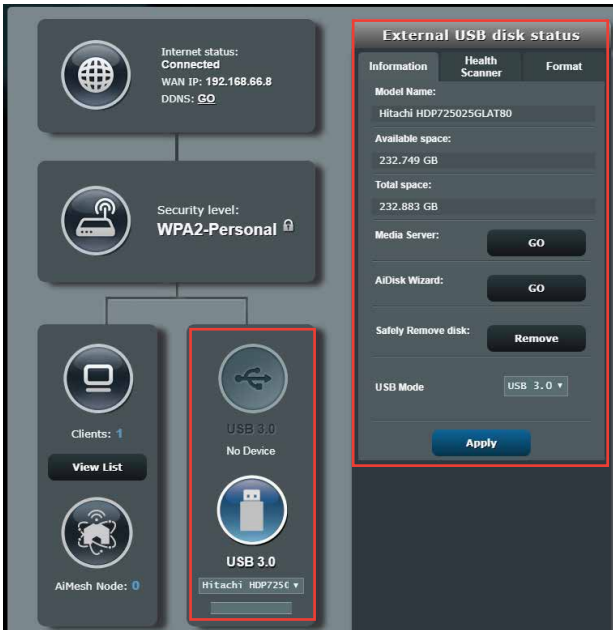 Internet status:
Connected
WAN IP: 192.168.66.8
DDNS: GO
Security level:
WPA2-Personal
Clients: 1
View List
AiMesh Node: 0
USB 3.0
No Device
USB 3.0
Hitachi HDP725C
External USB disk status
Information
Health Scanner
Format
Model Name:
Hitachi HDP725025GLAT80
Available space:
232.749 GB
Total space:
232.883 GB
Media Server:
GO
AiDisk Wizard:
GO
Safely Remove disk:
Remove
USB Mode
USB 3.0
Apply